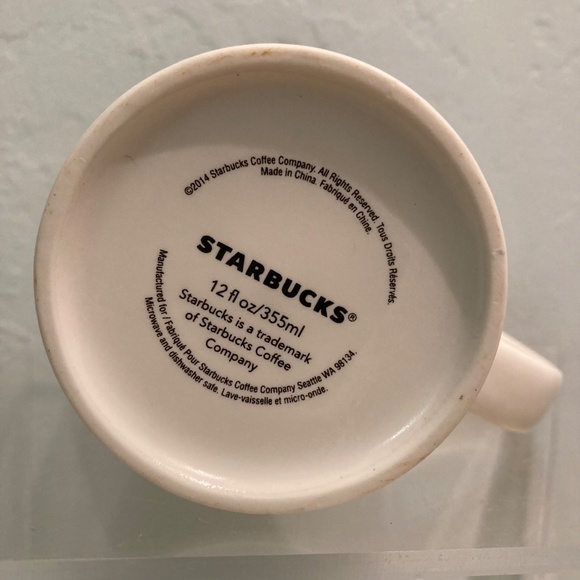 ©2014 Starbucks Coffee Company. All Rights Reserved. Tous Droits Réservés.
Made in China. Fabriqué en Chine.
STARBUCKS®
12 fl oz/355ml
Starbucks is a trademark
of Starbucks Coffee
Company
Manufactured for / Fabriqué Pour Starbucks Coffee Company Seattle WA 98134.
Microwave and dishwasher safe. Lave-vaisselle et micro-onde.